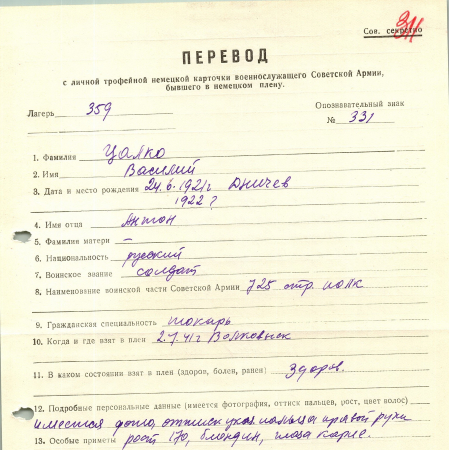 Сов. секретно
311
ПЕРЕВОД
с личной трофейной немецкой карточки военнослужащего Советской Армии,
бывшего в немецком плену.
Лагерь 359
Опознавательный знак
№ 331
1. Фамилия Цалко
2. Имя Василий
3. Дата и место рождения 24.6.1921г Дничев
1922?
4. Имя отца Антон
5. Фамилия матери –
6. Национальность русский
7. Воинское звание солдат
8. Наименование воинской части Советской Армии 725 стр. полк
9. Гражданская специальность токарь
10. Когда и где взят в плен 2.7.41г Волковыск
11. В каком состоянии взят в плен (здоров, болен, ранен) Здоров.
12. Подробные персональные данные (имеется фотография, оттиск пальцев, рост, цвет волос)
имеется фото, оттиск указ. пальца правой руки
13. Особые приметы рост 170, блондин, глаза карие.